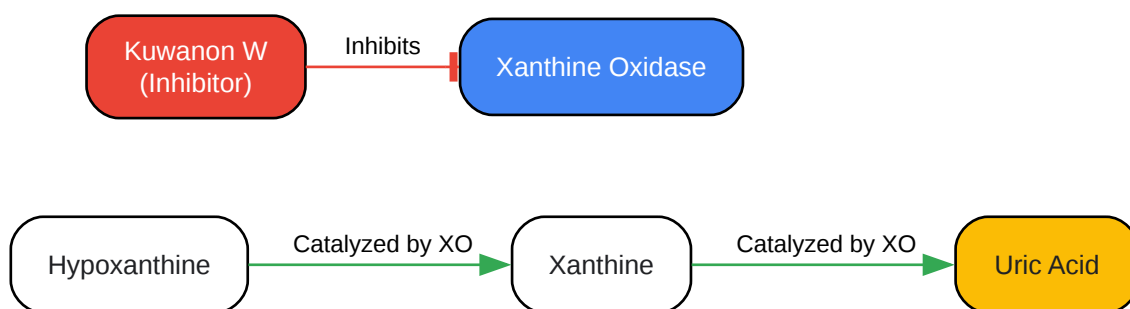 Kuwanon W
(Inhibitor)
Inhibits
Xanthine Oxidase
Hypoxanthine
Catalyzed by XO
Xanthine
Catalyzed by XO
Uric Acid